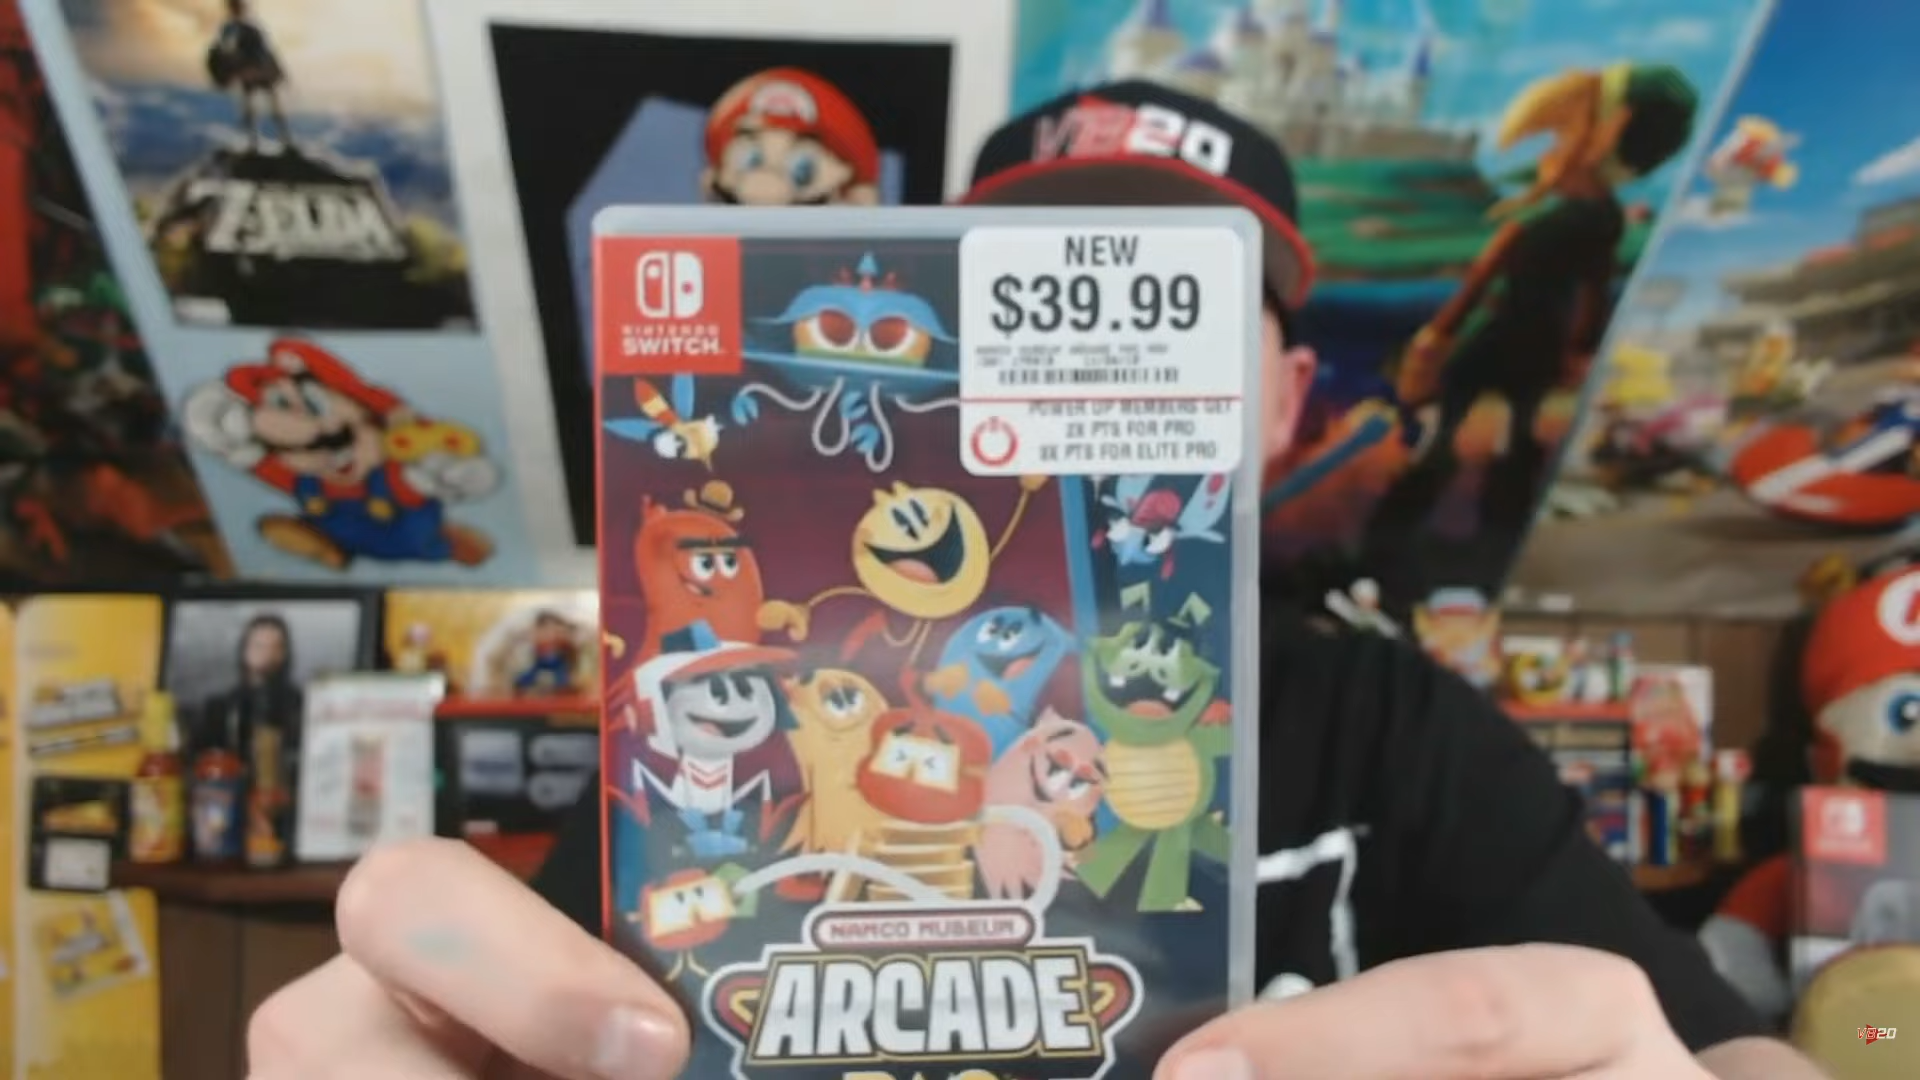 ZELDA
VB20
NINTENDO
SWITCH.
NEW
$39.99
POWER UP MEMBERS GET
2X PTS FOR PRO
3X PTS FOR ELITE PRO
NAMCO MUSEUM
ARCADE
VB20